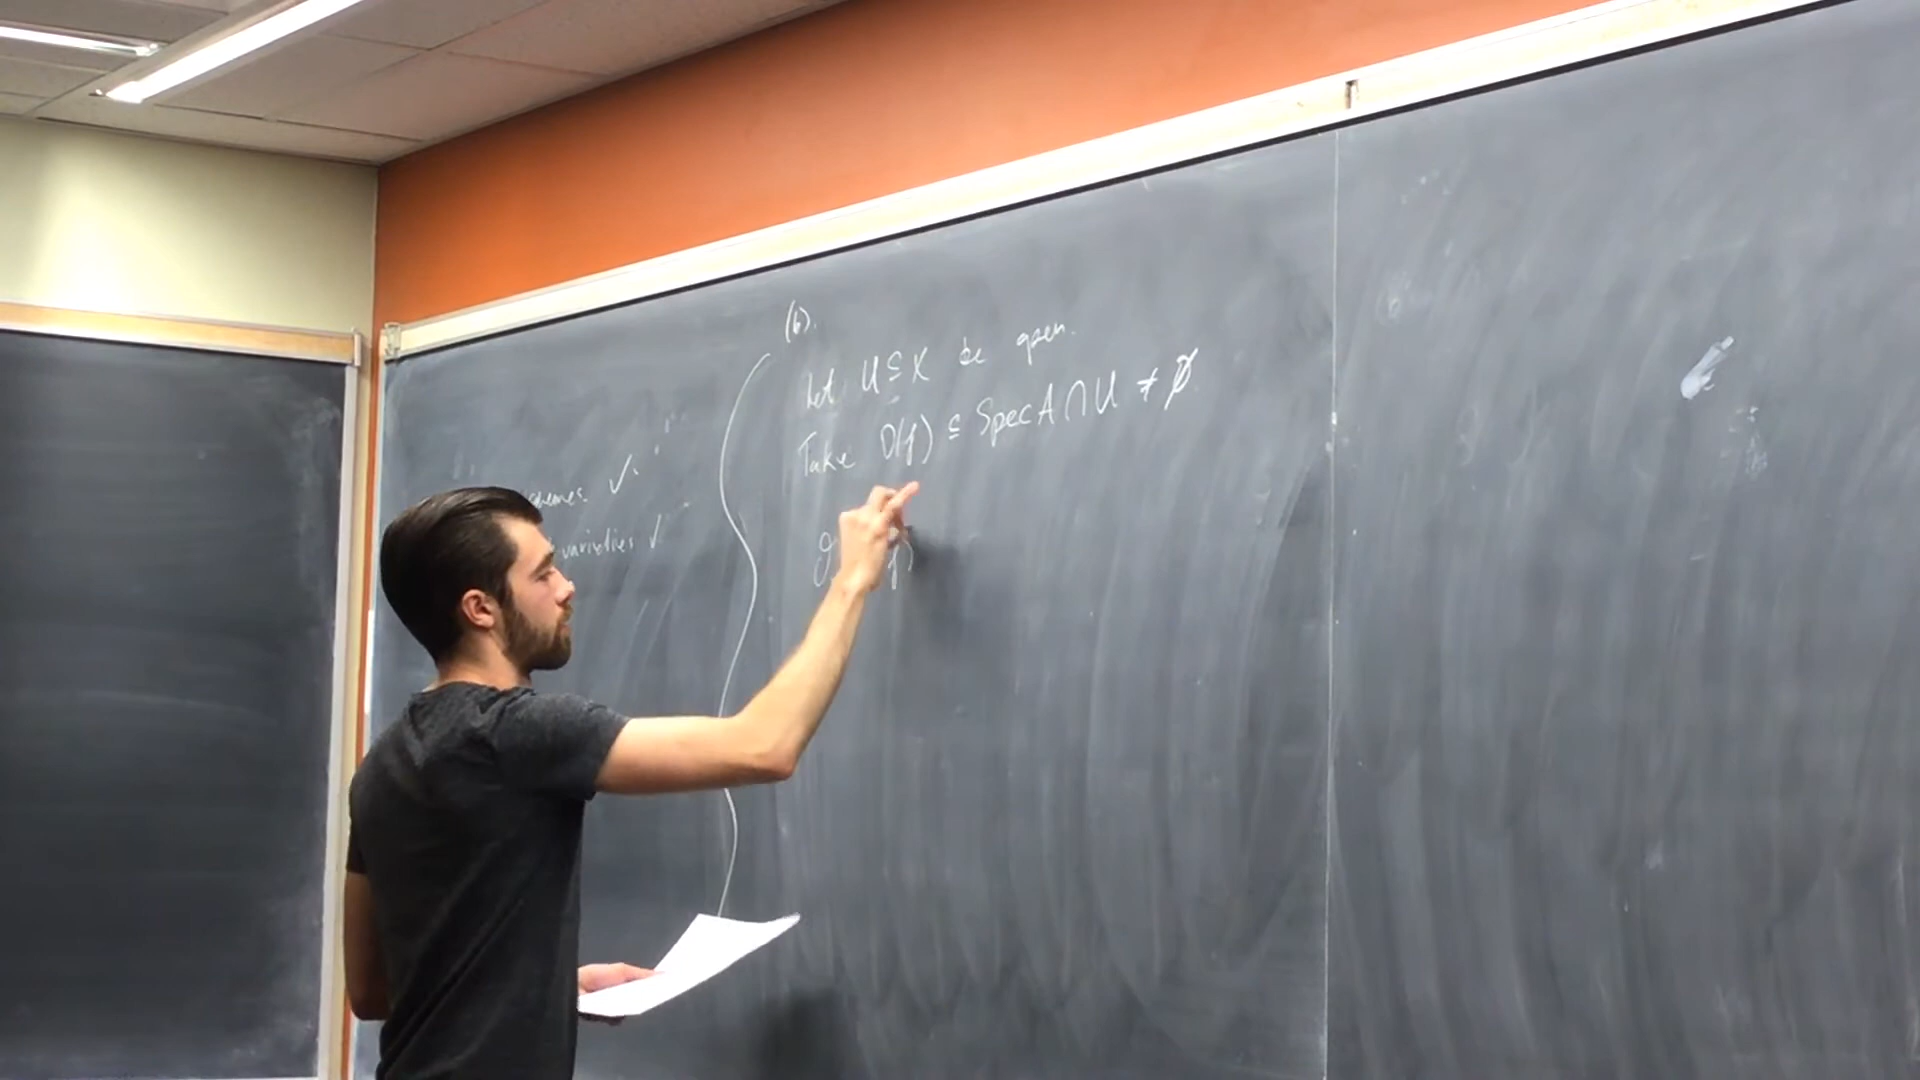 schemes. ✓
varieties ✓
(b).
Let U ⊆ X be open.
Take D(f) ⊆ Spec A ∩ U ≠ ∅